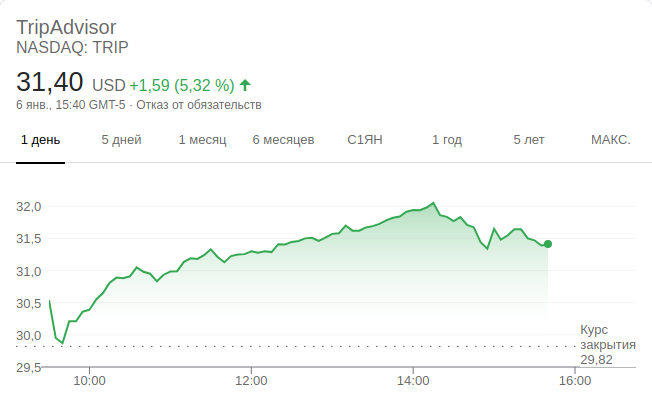 TripAdvisor
NASDAQ: TRIP
31,40 USD +1,59 (5,32 %)
6 янв., 15:40 GMT-5 · Отказ от обязательств
1 день 5 дней 1 месяц 6 месяцев С1ЯН 1 год 5 лет МАКС.
32,0
31,5
31,0
30,5
30,0
29,5
Курс
закрытия
29,82
10:00 12:00 14:00 16:00